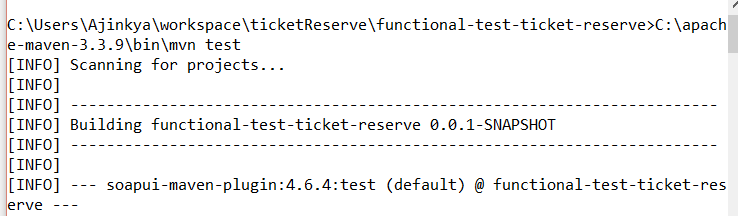 C:\Users\Ajinkya\workspace\ticketReserve\functional-test-ticket-reserve>C:\apach
e-maven-3.3.9\bin\mvn test
[INFO] Scanning for projects...
[INFO]
[INFO] ------------------------------------------------------------------------
[INFO] Building functional-test-ticket-reserve 0.0.1-SNAPSHOT
[INFO] ------------------------------------------------------------------------
[INFO]
[INFO] --- soapui-maven-plugin:4.6.4:test (default) @ functional-test-ticket-res
erve ---